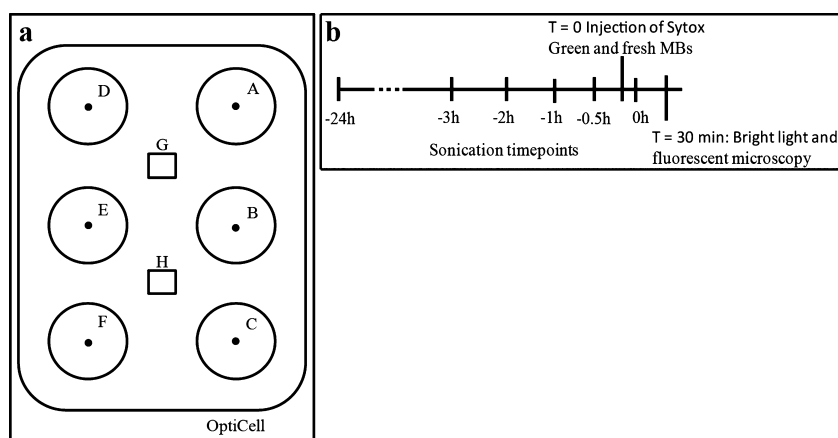 a
D
A
G
E
B
H
F
C
OptiCell
b
T = 0 Injection of Sytox
Green and fresh MBs
-24h
-3h
-2h
-1h
-0.5h
0h
Sonication timepoints
T = 30 min: Bright light and
fluorescent microscopy